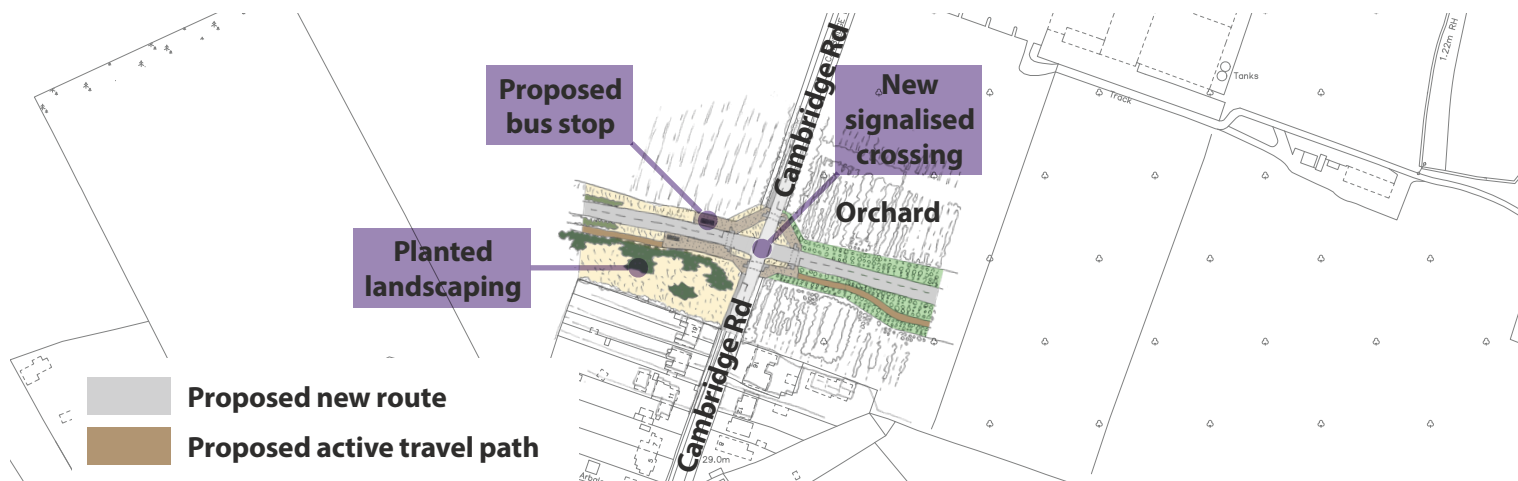 Proposed
bus stop
Cambridge Rd
New
signalised
crossing
Tanks
Track
1.22m RH
Orchard
Planted
landscaping
Cambridge Rd
29.0m
Proposed new route
Proposed active travel path